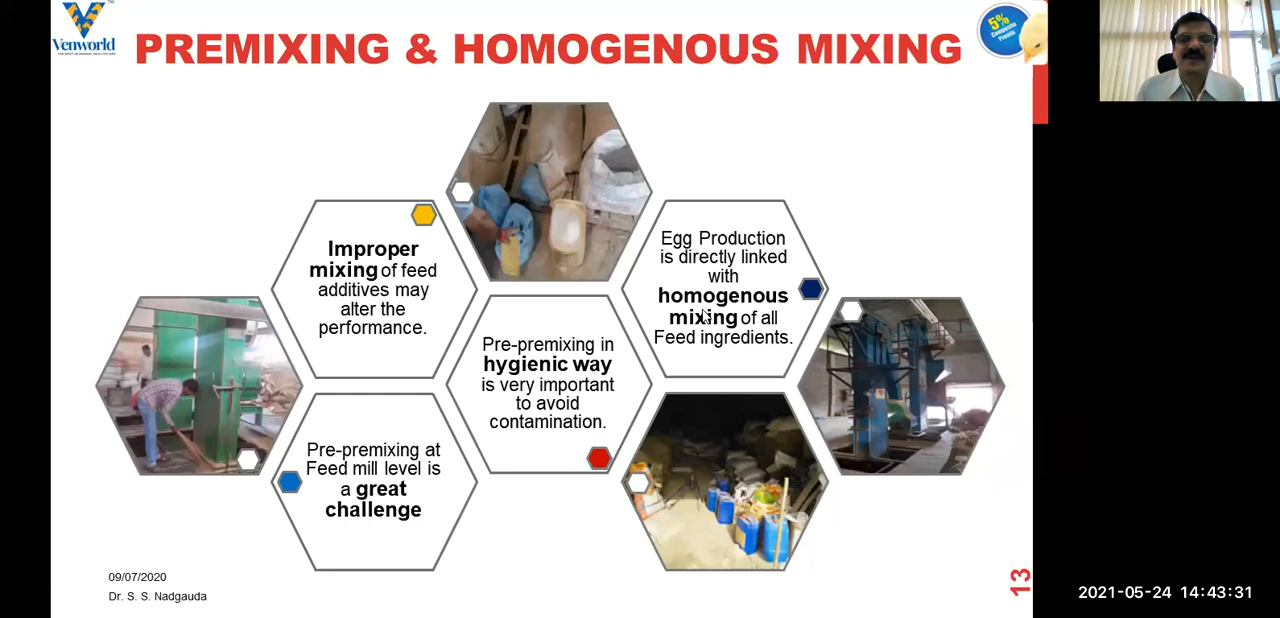 Venworld
PREMIXING & HOMOGENOUS MIXING
5%
Composite
Premix
Improper
mixing of feed
additives may
alter the
performance.
Egg Production
is directly linked
with
homogenous
mixing of all
Feed ingredients.
Pre-premixing in
hygienic way
is very important
to avoid
contamination.
Pre-premixing at
Feed mill level is
a great
challenge
09/07/2020
Dr. S. S. Nadgauda
13
2021-05-24 14:43:31